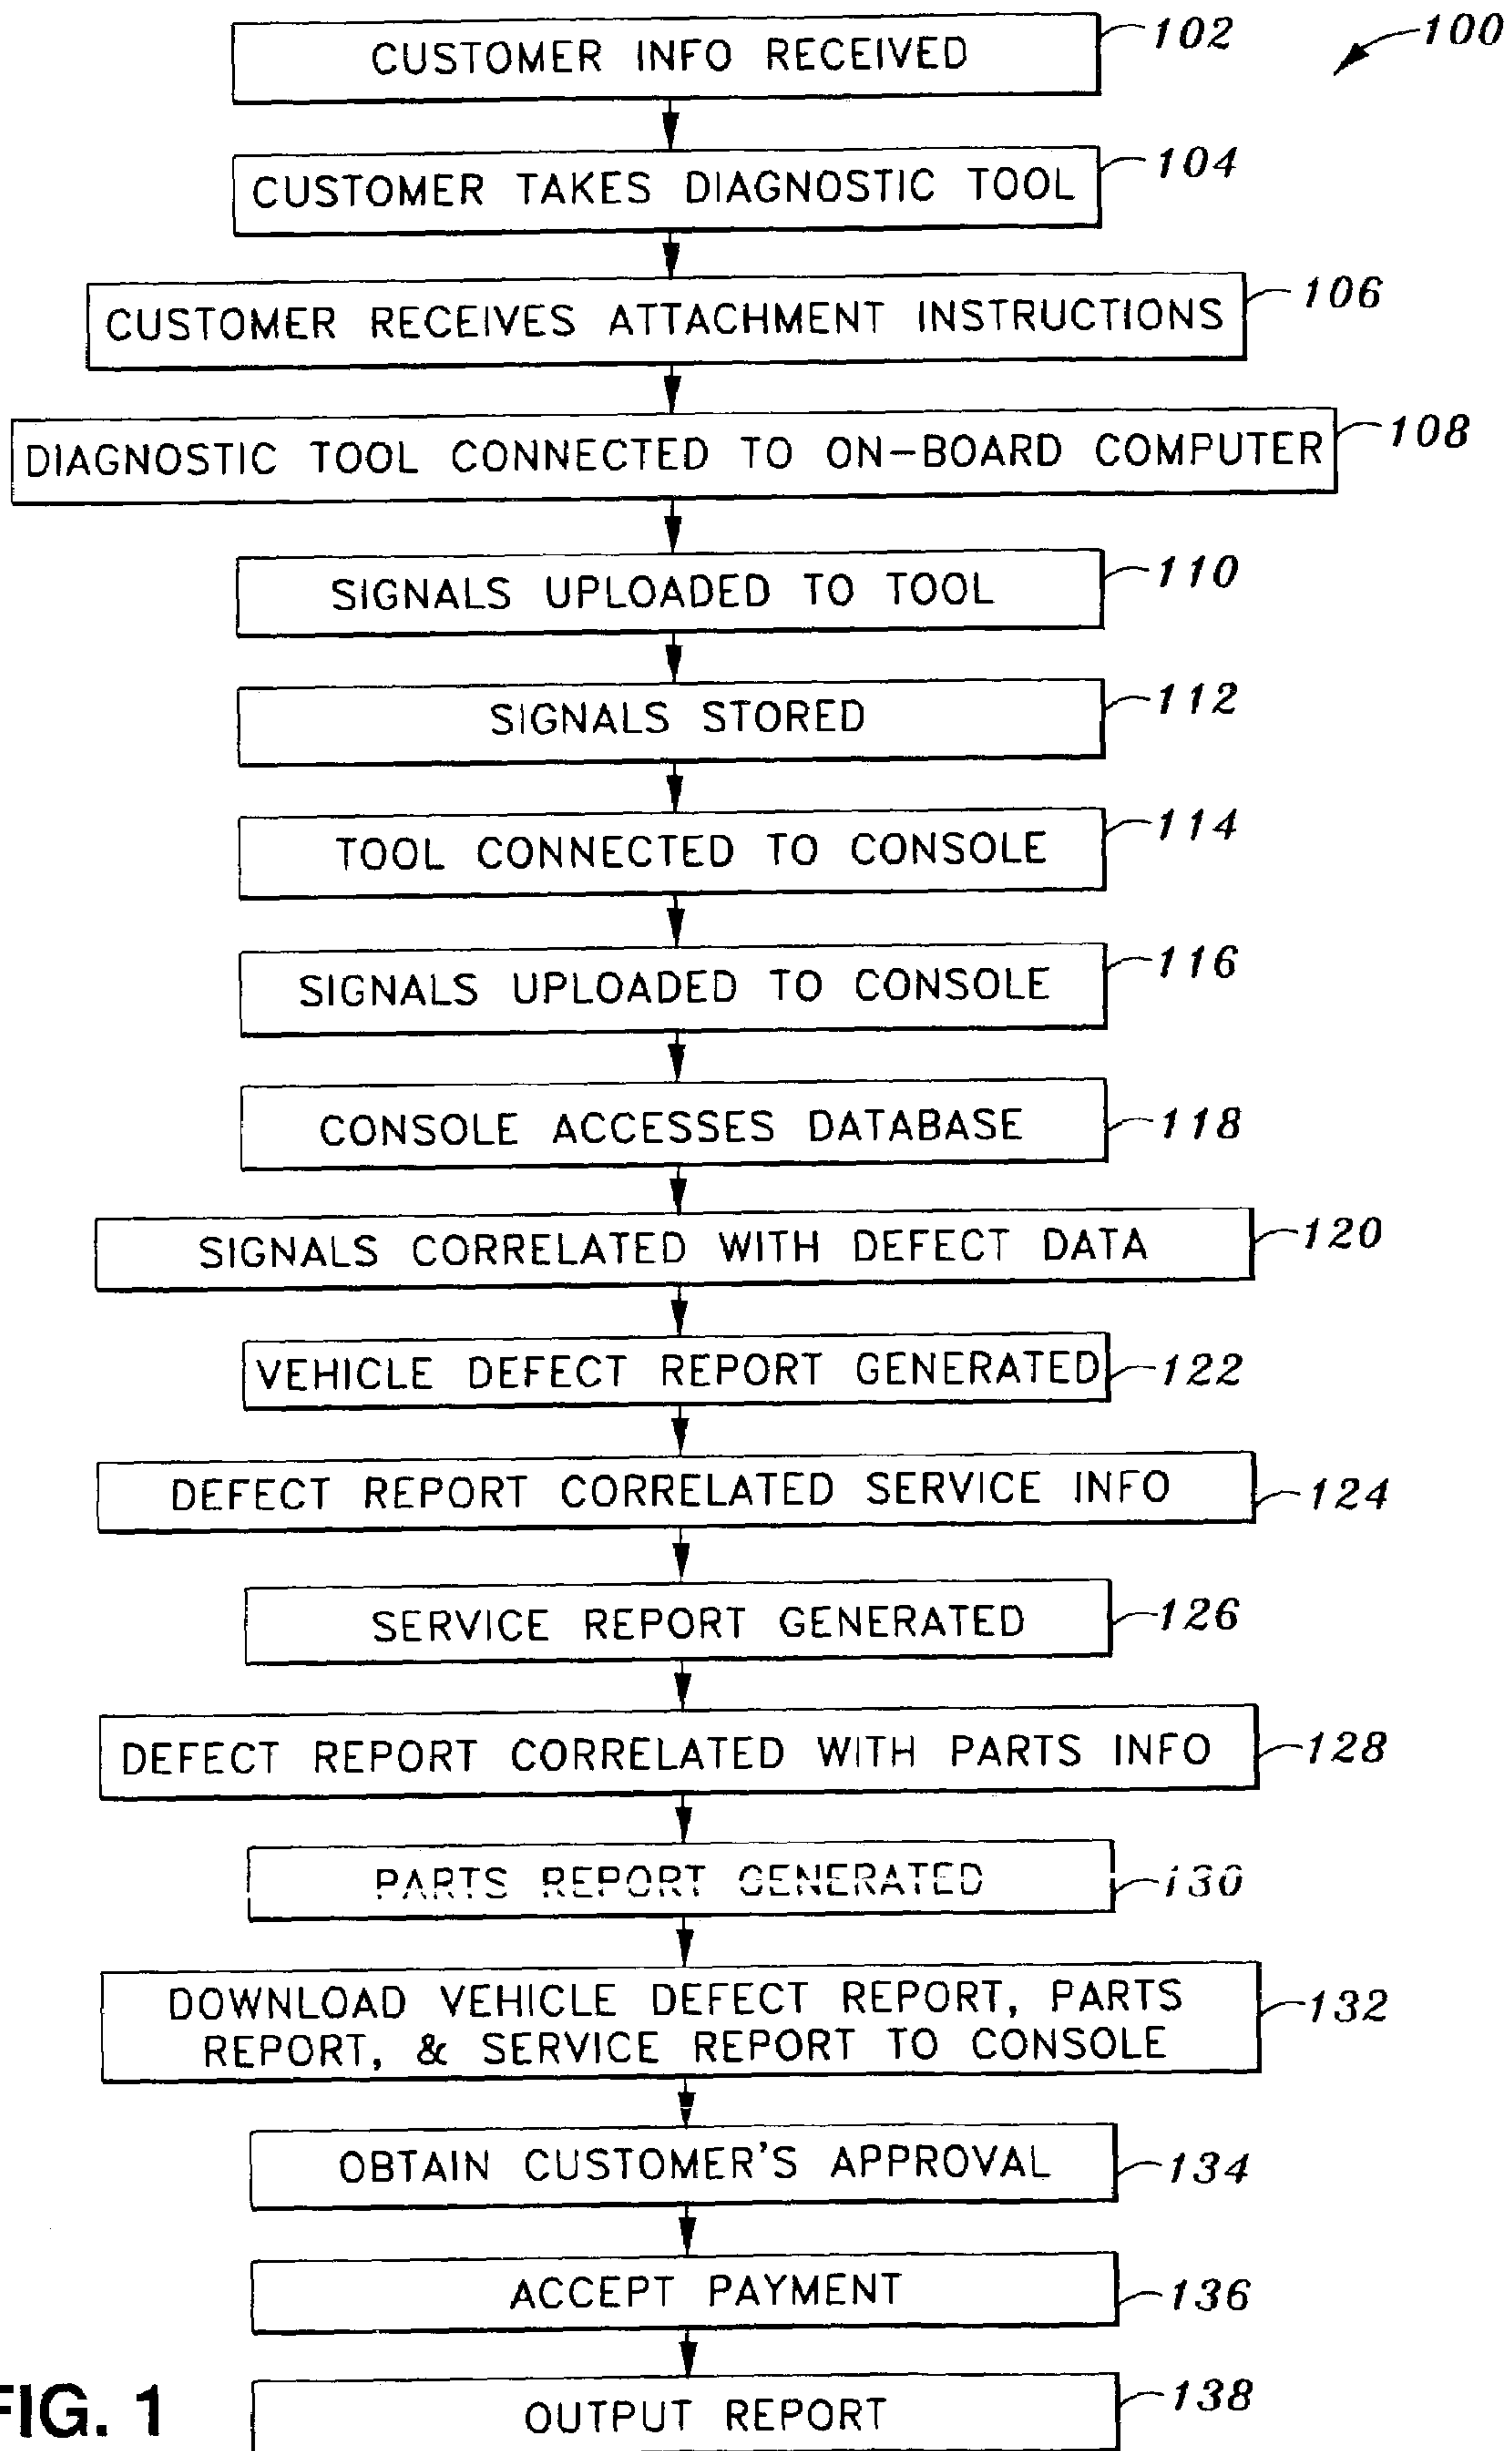 100
CUSTOMER INFO RECEIVED 102
CUSTOMER TAKES DIAGNOSTIC TOOL 104
CUSTOMER RECEIVES ATTACHMENT INSTRUCTIONS 106
DIAGNOSTIC TOOL CONNECTED TO ON-BOARD COMPUTER 108
SIGNALS UPLOADED TO TOOL 110
SIGNALS STORED 112
TOOL CONNECTED TO CONSOLE 114
SIGNALS UPLOADED TO CONSOLE 116
CONSOLE ACCESSES DATABASE 118
SIGNALS CORRELATED WITH DEFECT DATA 120
VEHICLE DEFECT REPORT GENERATED 122
DEFECT REPORT CORRELATED SERVICE INFO 124
SERVICE REPORT GENERATED 126
DEFECT REPORT CORRELATED WITH PARTS INFO 128
PARTS REPORT GENERATED 130
DOWNLOAD VEHICLE DEFECT REPORT, PARTS 132
REPORT, & SERVICE REPORT TO CONSOLE
OBTAIN CUSTOMER'S APPROVAL 134
ACCEPT PAYMENT 136
OUTPUT REPORT 138
FIG. 1